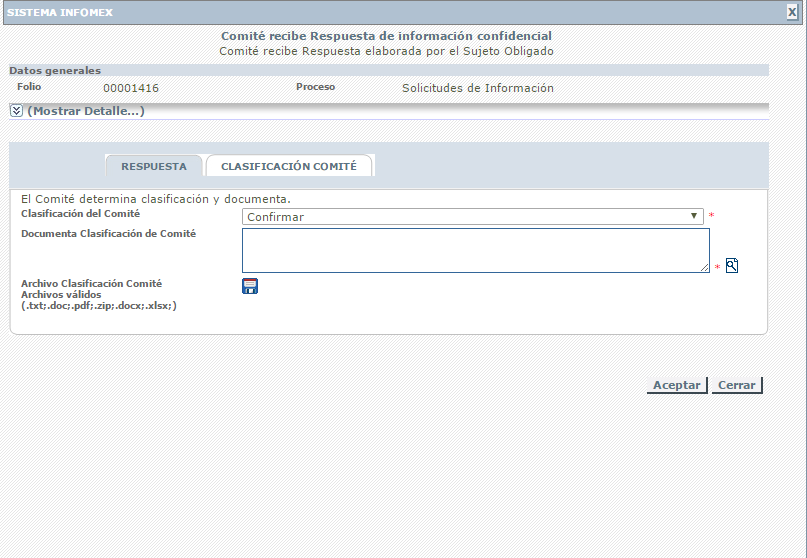 SISTEMA INFOMEX X
Comité recibe Respuesta de información confidencial
Comité recibe Respuesta elaborada por el Sujeto Obligado
Datos generales
Folio 00001416 Proceso Solicitudes de Información
(Mostrar Detalle...)
RESPUESTA CLASIFICACIÓN COMITÉ
El Comité determina clasificación y documenta.
Clasificación del Comité Confirmar *
Documenta Clasificación de Comité *
Archivo Clasificación Comité
Archivos válidos
(.txt;.doc;.pdf;.zip;.docx;.xlsx;)
Aceptar Cerrar